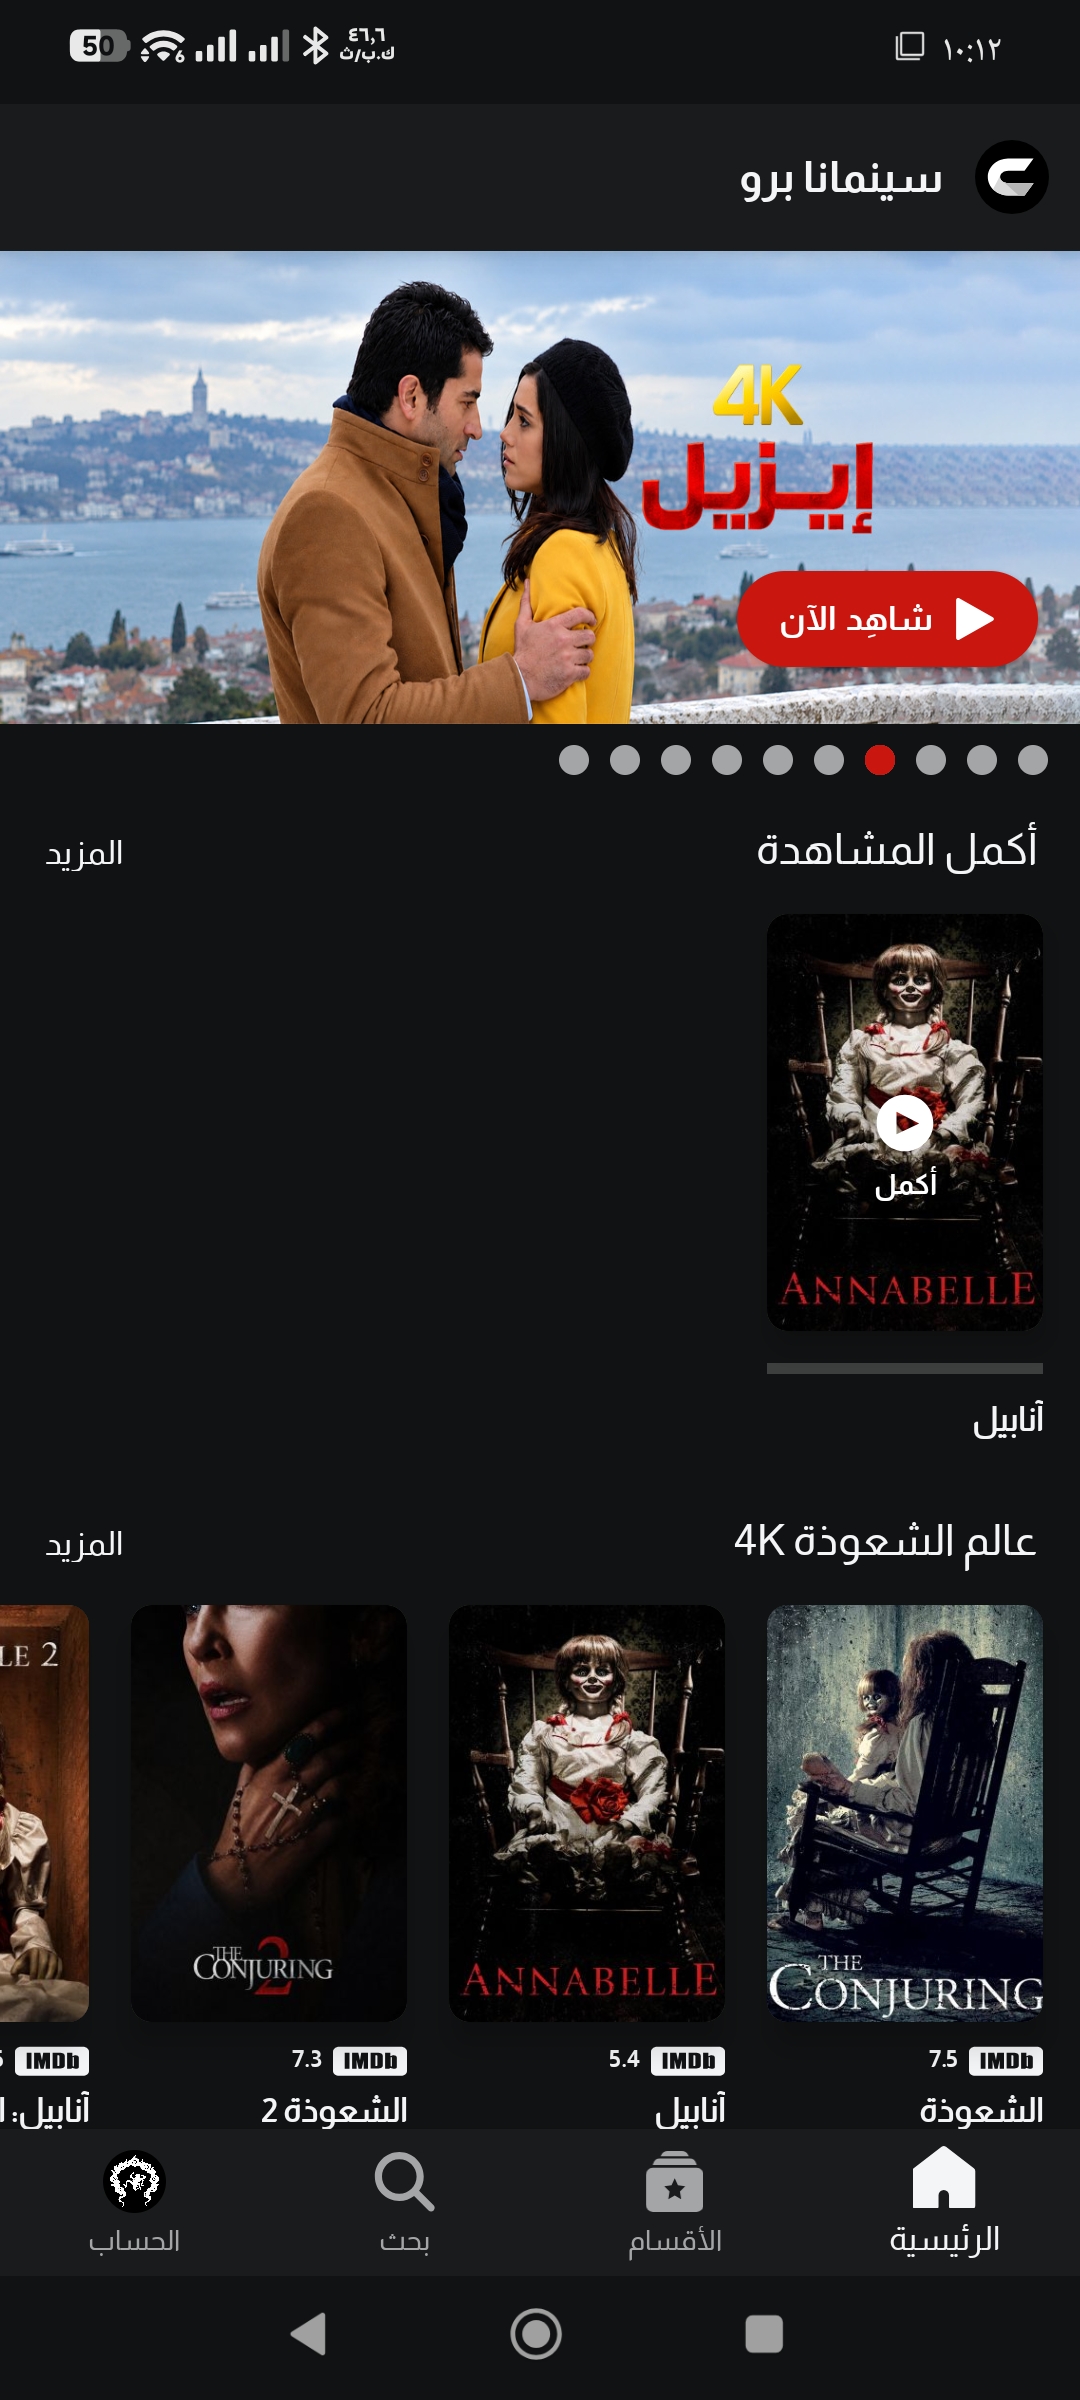 ١٠:١٢
٤٦,٦
ك.ب/ث
6
50
سينمانا برو
4K
إيزيل
شاهِد الآن
أكمل المشاهدة
المزيد
أكمل
ANNABELLE
آنابيل
عالم الشعوذة 4K
المزيد
THE
CONJURING
ANNABELLE
THE
CONJURING 2
LE 2
IMDb 7.5
IMDb 5.4
IMDb 7.3
IMDb
الشعوذة
آنابيل
الشعوذة 2
آنابيل: ا
الرئيسية
الأقسام
بحث
الحساب